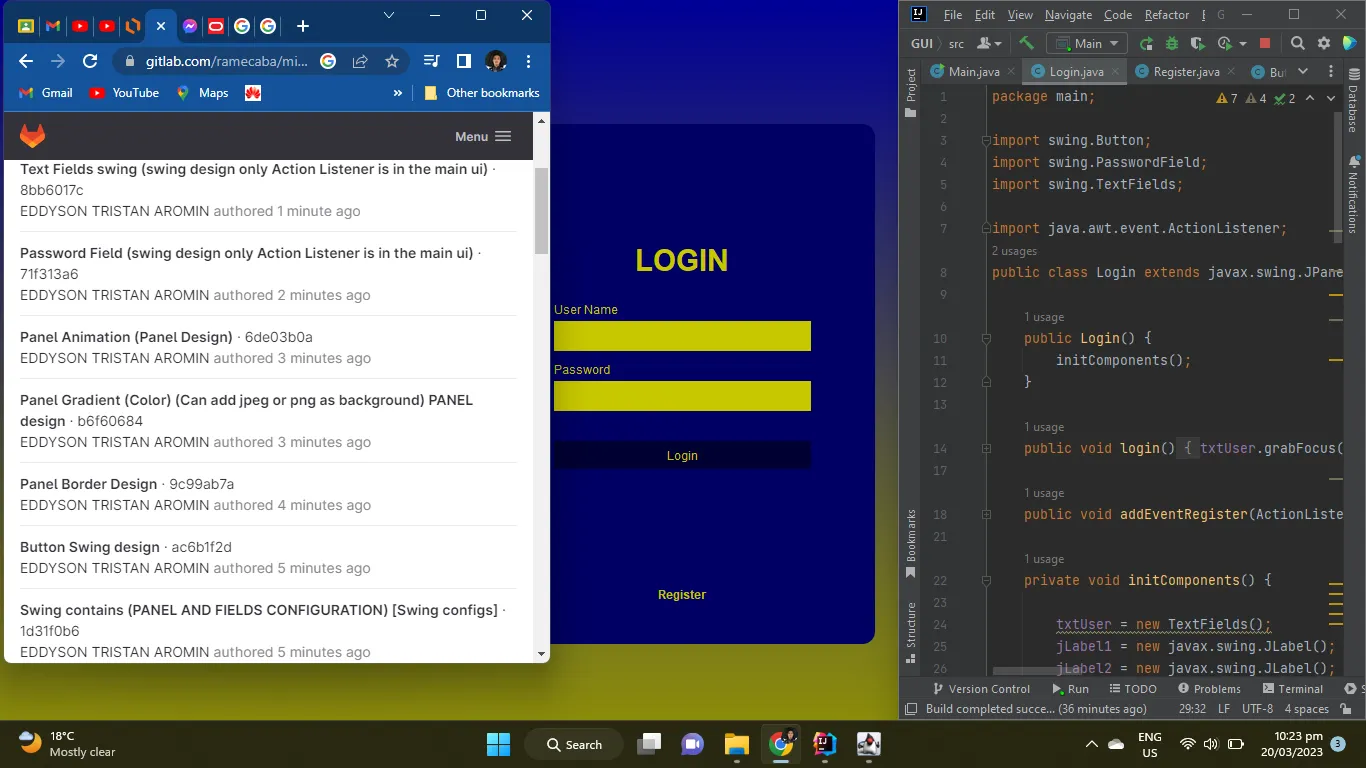 gitlab.com/ramecaba/mi...
Gmail
YouTube
Maps
»
Other bookmarks
Menu
Text Fields swing (swing design only Action Listener is in the main ui) ·
8bb6017c
EDDYSON TRISTAN AROMIN authored 1 minute ago
Password Field (swing design only Action Listener is in the main ui) ·
71f313a6
EDDYSON TRISTAN AROMIN authored 2 minutes ago
Panel Animation (Panel Design) · 6de03b0a
EDDYSON TRISTAN AROMIN authored 3 minutes ago
Panel Gradient (Color) (Can add jpeg or png as background) PANEL
design · b6f60684
EDDYSON TRISTAN AROMIN authored 3 minutes ago
Panel Border Design · 9c99ab7a
EDDYSON TRISTAN AROMIN authored 4 minutes ago
Button Swing design · ac6b1f2d
EDDYSON TRISTAN AROMIN authored 5 minutes ago
Swing contains (PANEL AND FIELDS CONFIGURATION) [Swing configs] ·
1d31f0b6
EDDYSON TRISTAN AROMIN authored 5 minutes ago
LOGIN
User Name
Password
Login
Register
File Edit View Navigate Code Refactor
GUI src Main
Main.java Login.java Register.java Bu
Project
Bookmarks
Structure
Database
Notifications
7 4 2
1 package main;
2
3 import swing.Button;
4 import swing.PasswordField;
5 import swing.TextFields;
6
7 import java.awt.event.ActionListener;
2 usages
8 public class Login extends javax.swing.JPane
9
1 usage
10 public Login() {
11 initComponents();
12 }
13
1 usage
14 public void login() { txtUser.grabFocus(
17
1 usage
18 public void addEventRegister(ActionListe
21
1 usage
22 private void initComponents() {
23
24 txtUser = new TextFields();
25 jLabel1 = new javax.swing.JLabel();
26 jLabel2 = new javax.swing.JLabel();
Version Control Run TODO Problems Terminal S
Build completed succe... (36 minutes ago) 29:32 LF UTF-8 4 spaces
18°C
Mostly clear
Search
ENG
US
10:23 pm
20/03/2023
3